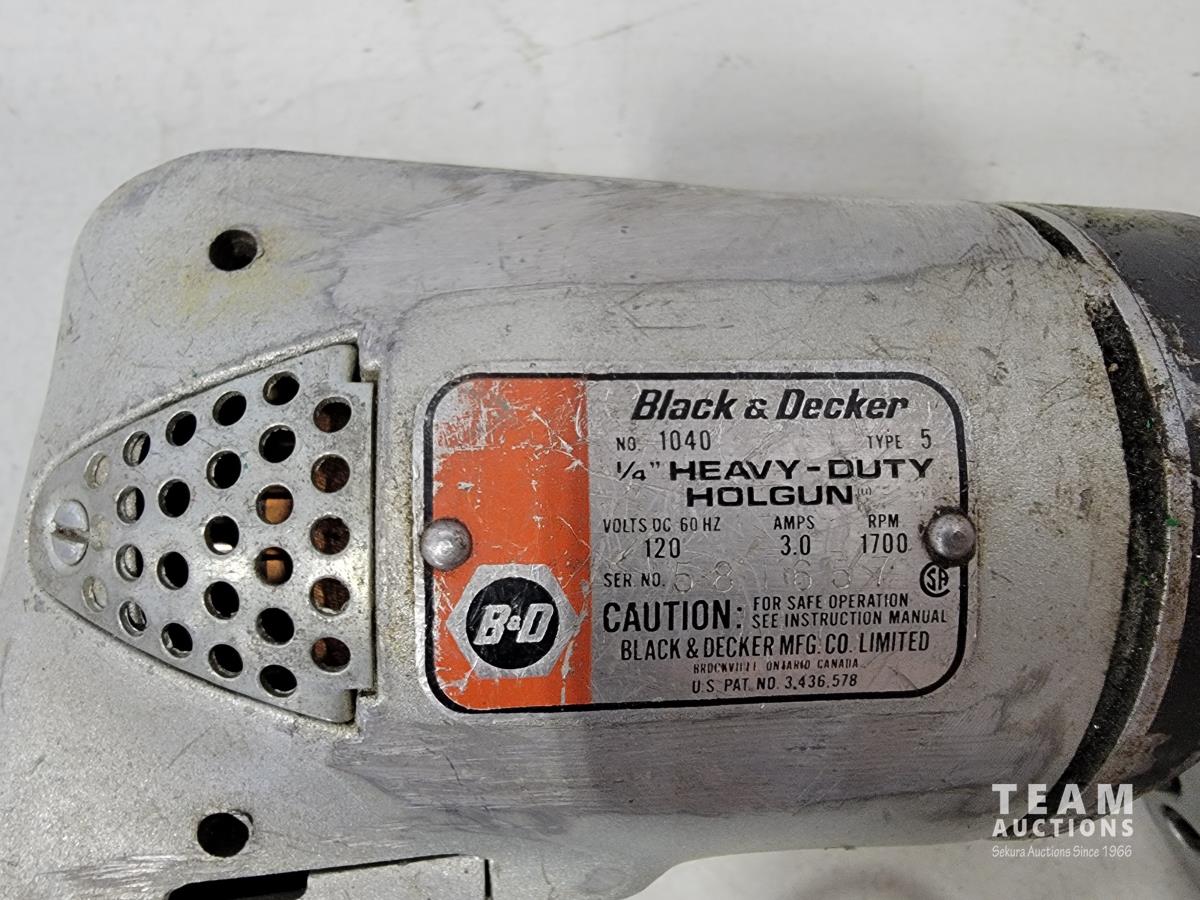 Black & Decker
NO. 1040 TYPE 5
1/4" HEAVY-DUTY
HOLGUN
VOLTS DC 60 HZ AMPS RPM
120 3.0 1700
SER. NO.
CAUTION: FOR SAFE OPERATION
SEE INSTRUCTION MANUAL
BLACK & DECKER MFG. CO. LIMITED
BROCKVILLE ONTARIO CANADA
U.S. PAT. NO. 3,436,578
B&D
TEAM
AUCTIONS
Sekura Auctions Since 1966